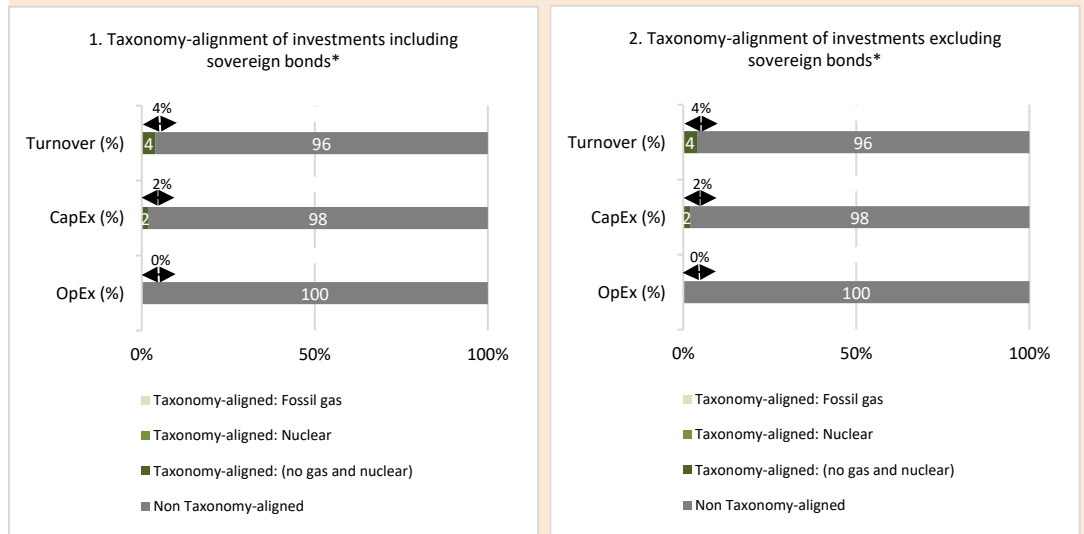 1. Taxonomy-alignment of investments including
sovereign bonds*
4%
Turnover (%)
4
96
2%
CapEx (%)
2
98
0%
OpEx (%)
100
0%
50%
100%
Taxonomy-aligned: Fossil gas
Taxonomy-aligned: Nuclear
Taxonomy-aligned: (no gas and nuclear)
Non Taxonomy-aligned
2. Taxonomy-alignment of investments excluding
sovereign bonds*
4%
Turnover (%)
4
96
2%
CapEx (%)
2
98
0%
OpEx (%)
100
0%
50%
100%
Taxonomy-aligned: Fossil gas
Taxonomy-aligned: Nuclear
Taxonomy-aligned: (no gas and nuclear)
Non Taxonomy-aligned